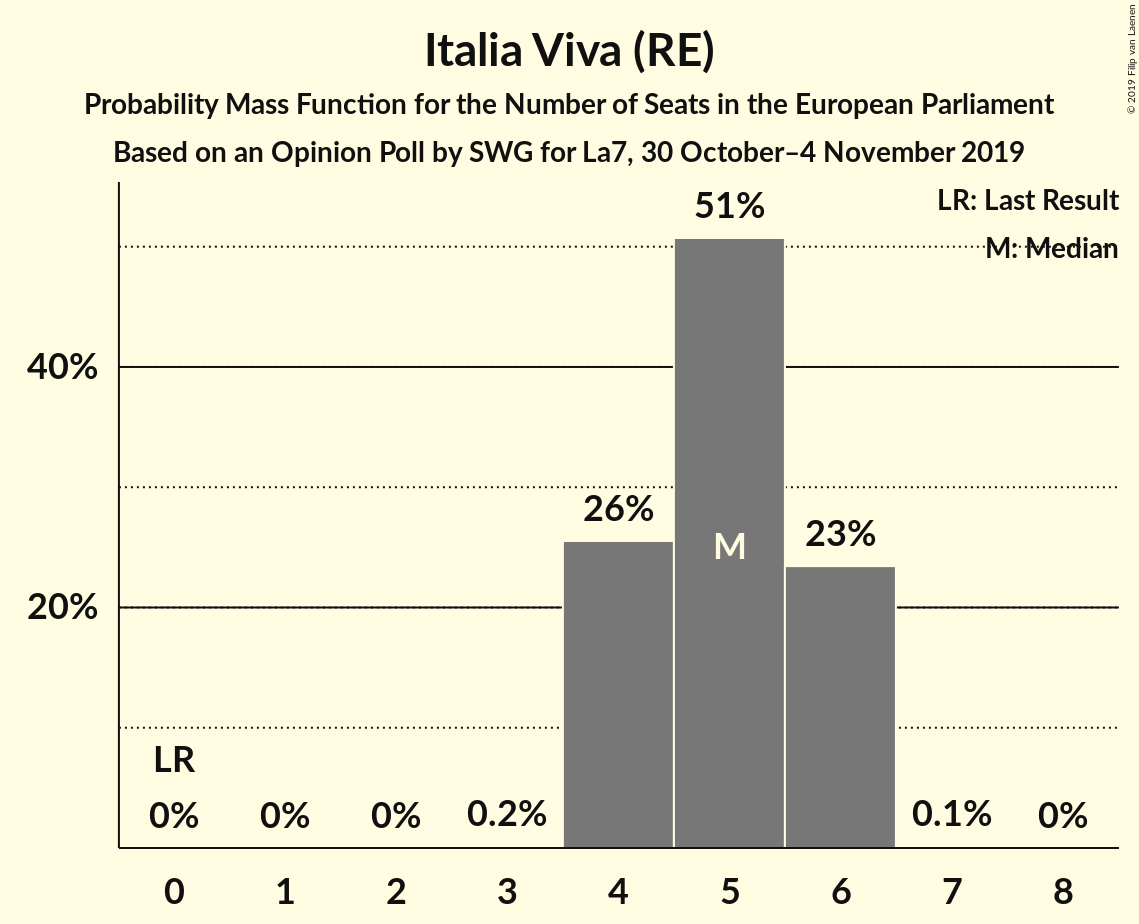 Italia Viva (RE)
Probability Mass Function for the Number of Seats in the European Parliament
Based on an Opinion Poll by SWG for La7, 30 October–4 November 2019
© 2019 Filip van Laenen
LR: Last Result
M: Median
51%
40%
26%
M
23%
20%
LR
0%
0%
0%
0.2%
0.1%
0%
0
1
2
3
4
5
6
7
8